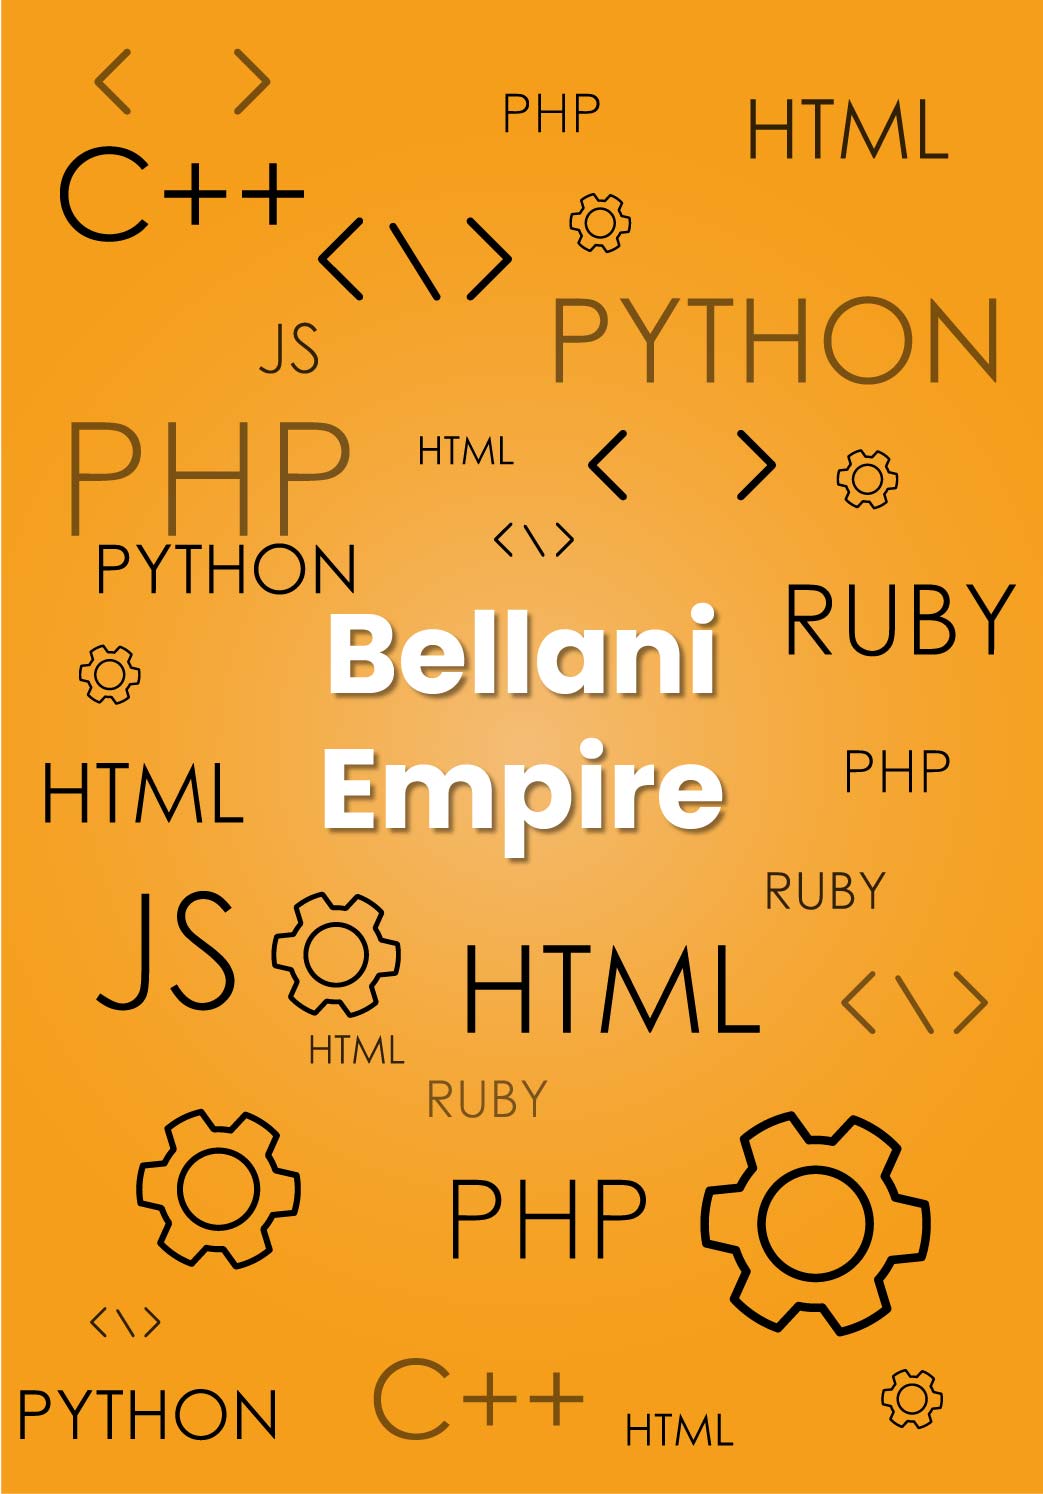 < >
PHP
HTML
C++
<\>
JS
PYTHON
PHP
HTML
< >
<\>
PYTHON
RUBY
Bellani
Empire
HTML
PHP
RUBY
JS
HTML
<\>
HTML
RUBY
PHP
<\>
PYTHON
C++
HTML